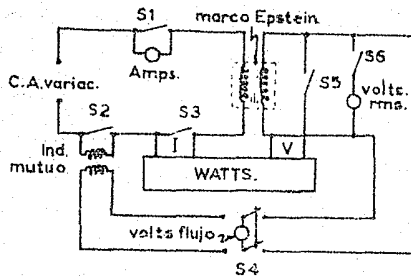 S1
marco Epstein.
Amps.
S6
C.A.variac.
S5
volts.
rms.
S2
S3
Ind.
mutuo.
I
V
WATTS.
volts flujo
S4